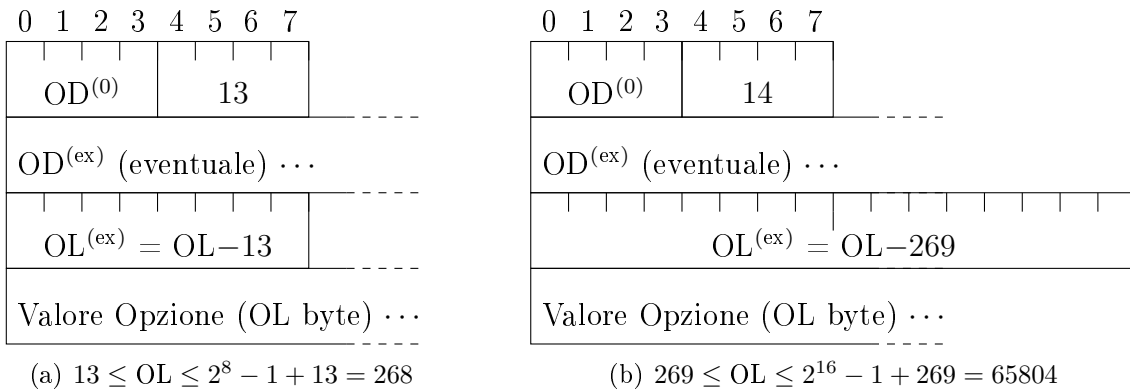 0 1 2 3 4 5 6 7
OD^(0) 13
OD^(ex) (eventuale) ···
OL^(ex) = OL−13
Valore Opzione (OL byte) ···
(a) 13 ≤ OL ≤ 2^8 − 1 + 13 = 268
0 1 2 3 4 5 6 7
OD^(0) 14
OD^(ex) (eventuale) ···
OL^(ex) = OL−269
Valore Opzione (OL byte) ···
(b) 269 ≤ OL ≤ 2^16 − 1 + 269 = 65804